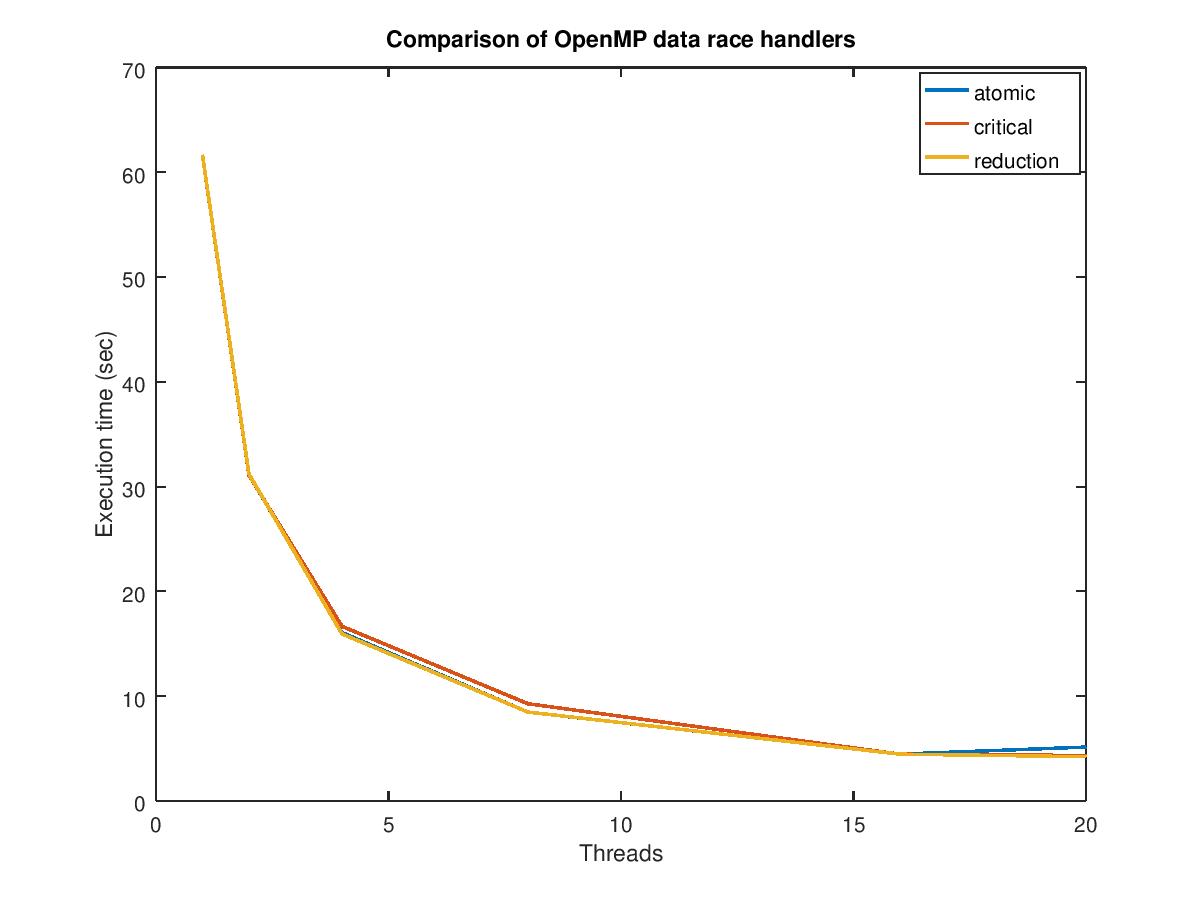 Comparison of OpenMP data race handlers
70
60
50
40
30
20
10
0
Execution time (sec)
atomic
critical
reduction
0 5 10 15 20
Threads